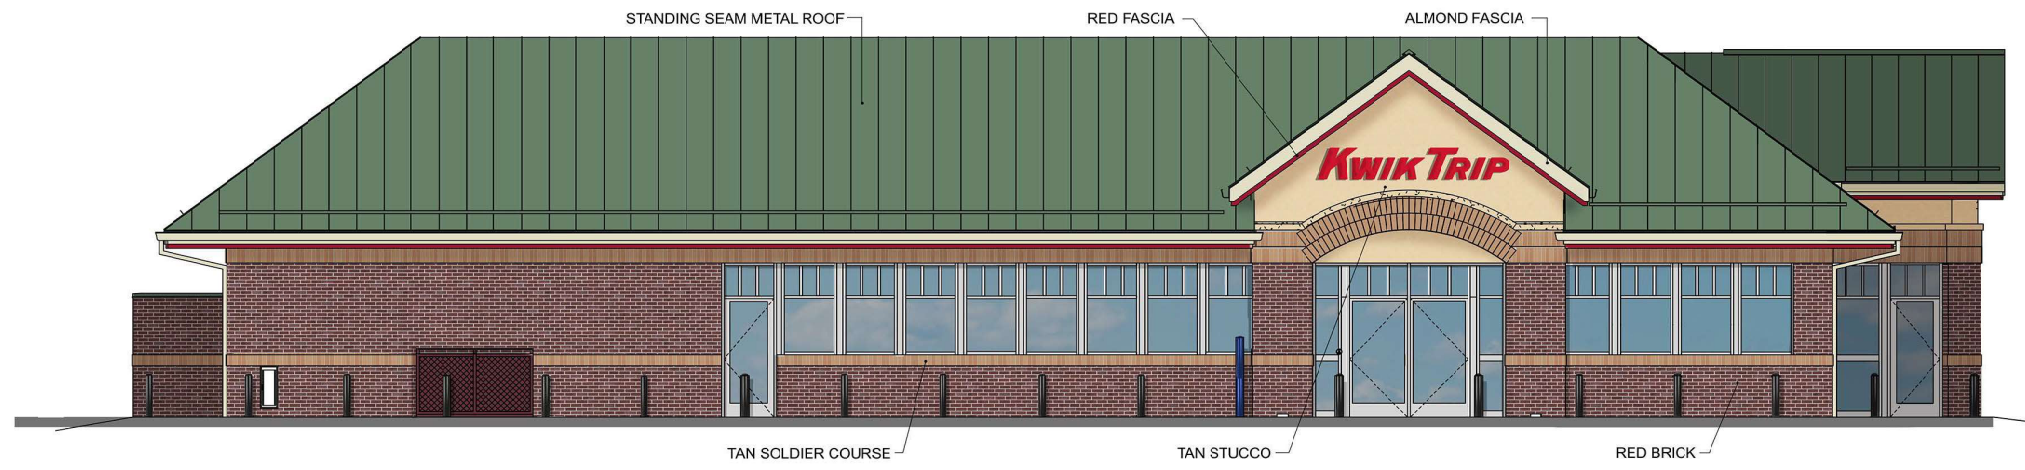 STANDING SEAM METAL ROOF
RED FASCIA
ALMOND FASCIA
KWIK TRIP
TAN SOLDIER COURSE
TAN STUCCO
RED BRICK